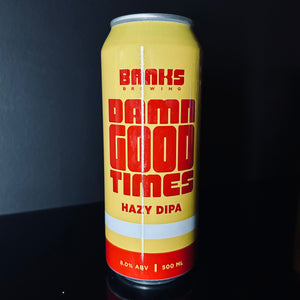 BANKS
BREWING
DAMN
GOOD
TIMES
HAZY DIPA
8.0% ABV | 500 ML